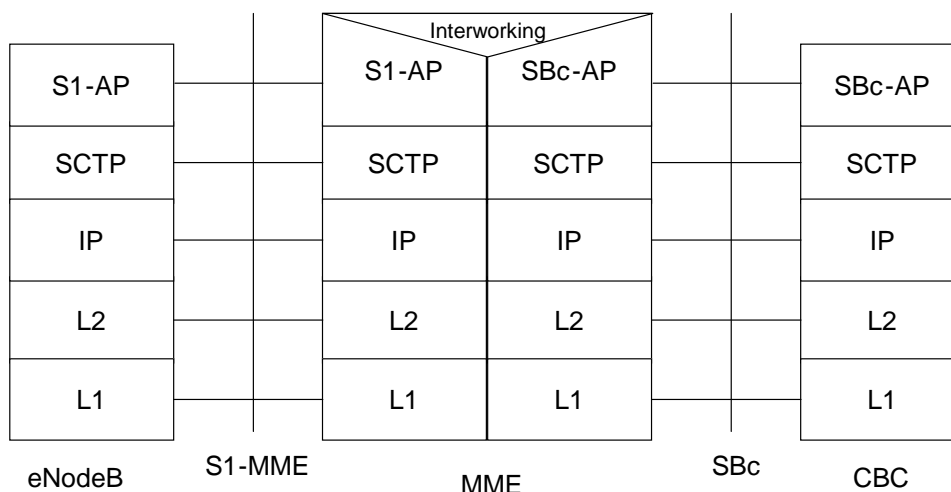 Interworking
S1-AP S1-AP SBc-AP SBc-AP
SCTP SCTP SCTP SCTP
IP IP IP IP
L2 L2 L2 L2
L1 L1 L1 L1
eNodeB S1-MME MME SBc CBC